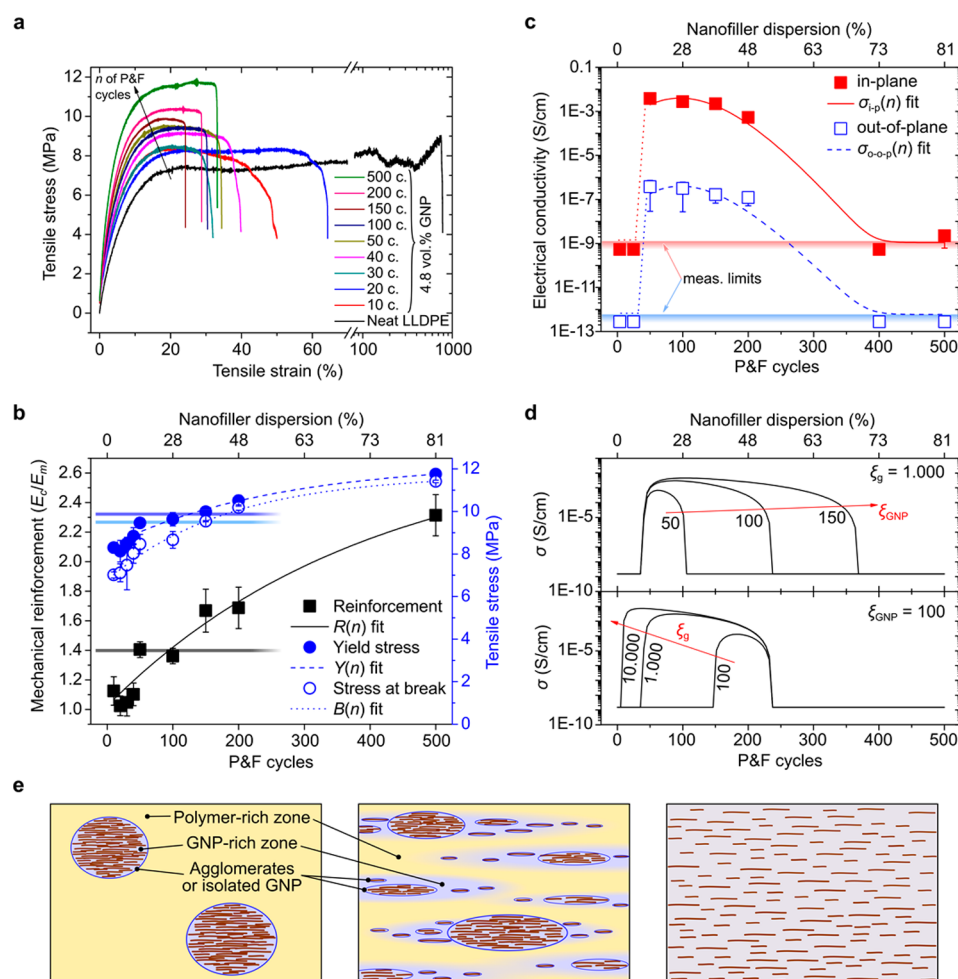 a
n of P&F
cycles
Tensile stress (MPa)
12
10
8
6
4
2
0
500 c.
200 c.
150 c.
100 c.
50 c.
40 c.
30 c.
20 c.
10 c.
Neat LLDPE
4.8 vol.% GNP
0 20 40 60 100 1000
Tensile strain (%)
c
Nanofiller dispersion (%)
0 28 48 63 73 81
Electrical conductivity (S/cm)
0.1
1E-3
1E-5
1E-7
1E-9
1E-11
1E-13
in-plane
σi-p(n) fit
out-of-plane
σo-o-p(n) fit
meas. limits
0 100 200 300 400 500
P&F cycles
b
Nanofiller dispersion (%)
0 28 48 63 73 81
Mechanical reinforcement (Ec/Em)
2.6
2.4
2.2
2.0
1.8
1.6
1.4
1.2
1.0
Reinforcement
R(n) fit
Yield stress
Y(n) fit
Stress at break
B(n) fit
12
10
8
6
4
2
0
Tensile stress (MPa)
0 100 200 300 400 500
P&F cycles
d
Nanofiller dispersion (%)
0 28 48 63 73 81
σ (S/cm)
1E-5
1E-10
ξg = 1.000
50 100 150
ξGNP
σ (S/cm)
1E-5
1E-10
ξGNP = 100
ξg
10.000
1.000
100
0 100 200 300 400 500
P&F cycles
e
Polymer-rich zone
GNP-rich zone
Agglomerates
or isolated GNP